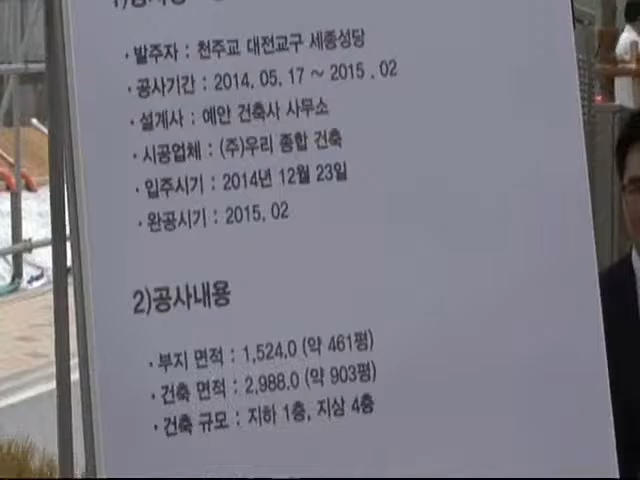 · 발주자 : 천주교 대전교구 세종성당
· 공사기간 : 2014. 05. 17 ~ 2015 . 02
· 설계사 : 예안 건축사 사무소
· 시공업체 : (주)우리 종합 건축
· 입주시기 : 2014년 12월 23일
· 완공시기 : 2015. 02
2)공사내용
· 부지 면적 : 1,524.0 (약 461평)
· 건축 면적 : 2,988.0 (약 903평)
· 건축 규모 : 지하 1층, 지상 4층